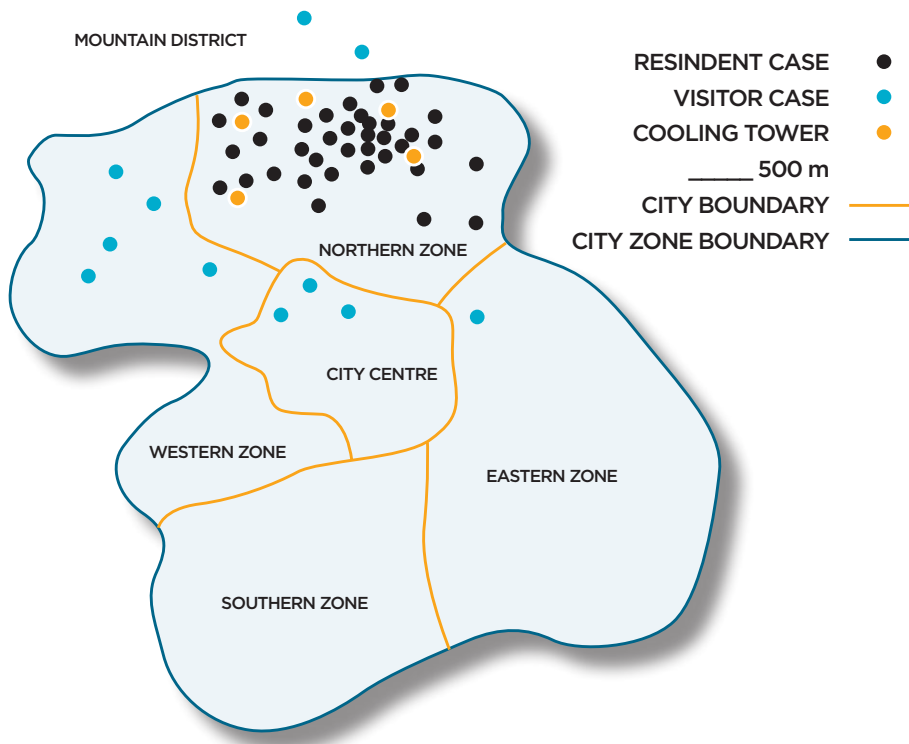 MOUNTAIN DISTRICT
RESINDENT CASE
VISITOR CASE
COOLING TOWER
_____ 500 m
CITY BOUNDARY
CITY ZONE BOUNDARY
NORTHERN ZONE
CITY CENTRE
WESTERN ZONE
EASTERN ZONE
SOUTHERN ZONE